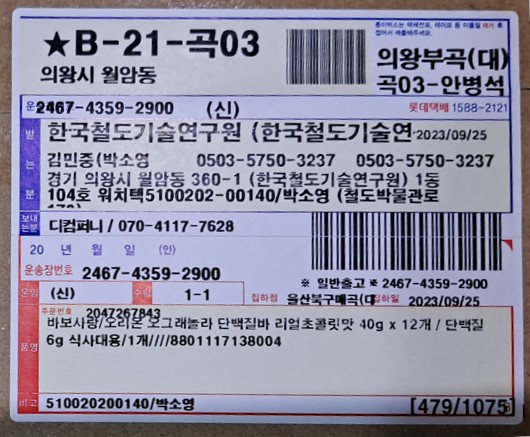 ★B-21-곡03
의왕시 월암동
종이박스는 택배전표, 테이프 등 이물질 제거 후
접어서 배출해주세요.
의왕부곡(대)
곡03-안병석
운 2467-4359-2900 (신)
롯데택배 1588-2121
받는분
한국철도기술연구원 (한국철도기술연 2023/09/25
김민중(박소영 0503-5750-3237 0503-5750-3237
경기 의왕시 월암동 360-1 (한국철도기술연구원) 1동
104호 워치텍5100202-00140/박소영 (철도박물관로
보내는분 디컴퍼니 / 070-4117-7628
20 년 월 일 (인)
운송장번호 2467-4359-2900
※ 일반출고 ※ 2467-4359-2900
운임 (신) 수량 1-1 집하점 울산북구매곡(대 집하일 2023/09/25
주문번호 2047267843
품명
바보사랑/오리온 오그래놀라 단백질바 리얼초콜릿맛 40g x 12개 / 단백질
6g 식사대용/1개////8801117138004
비고 510020200140/박소영 [479/1075]